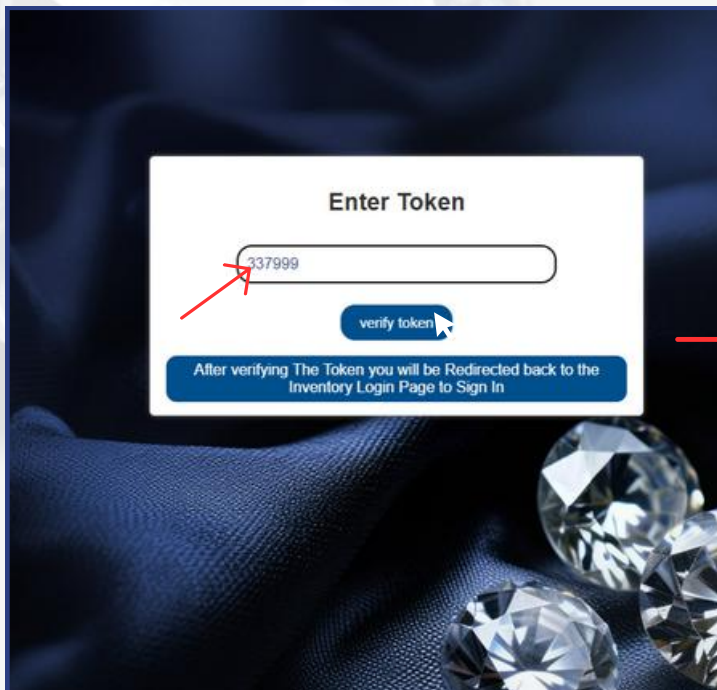 Enter Token
337999
verify token
After verifying The Token you will be Redirected back to the
Inventory Login Page to Sign In